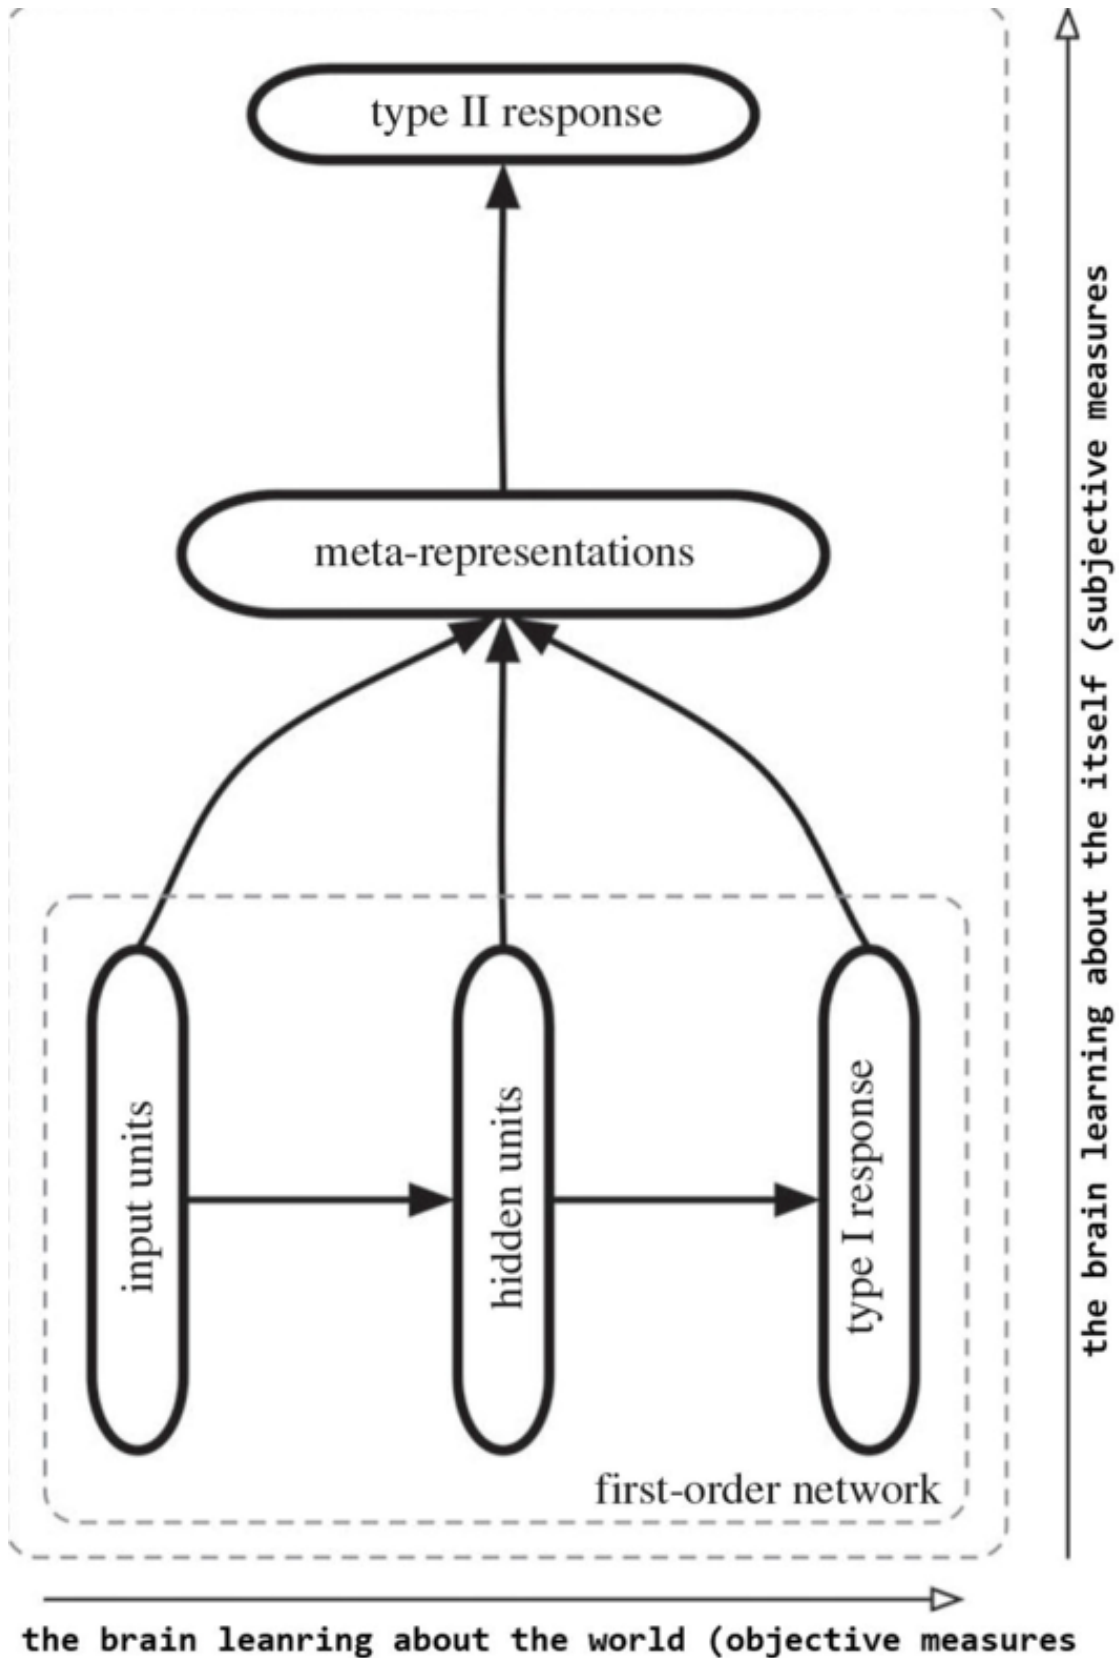 type II response
meta-representations
input units
hidden units
type I response
first-order network
the brain learning about the itself (subjective measures
the brain leanring about the world (objective measures